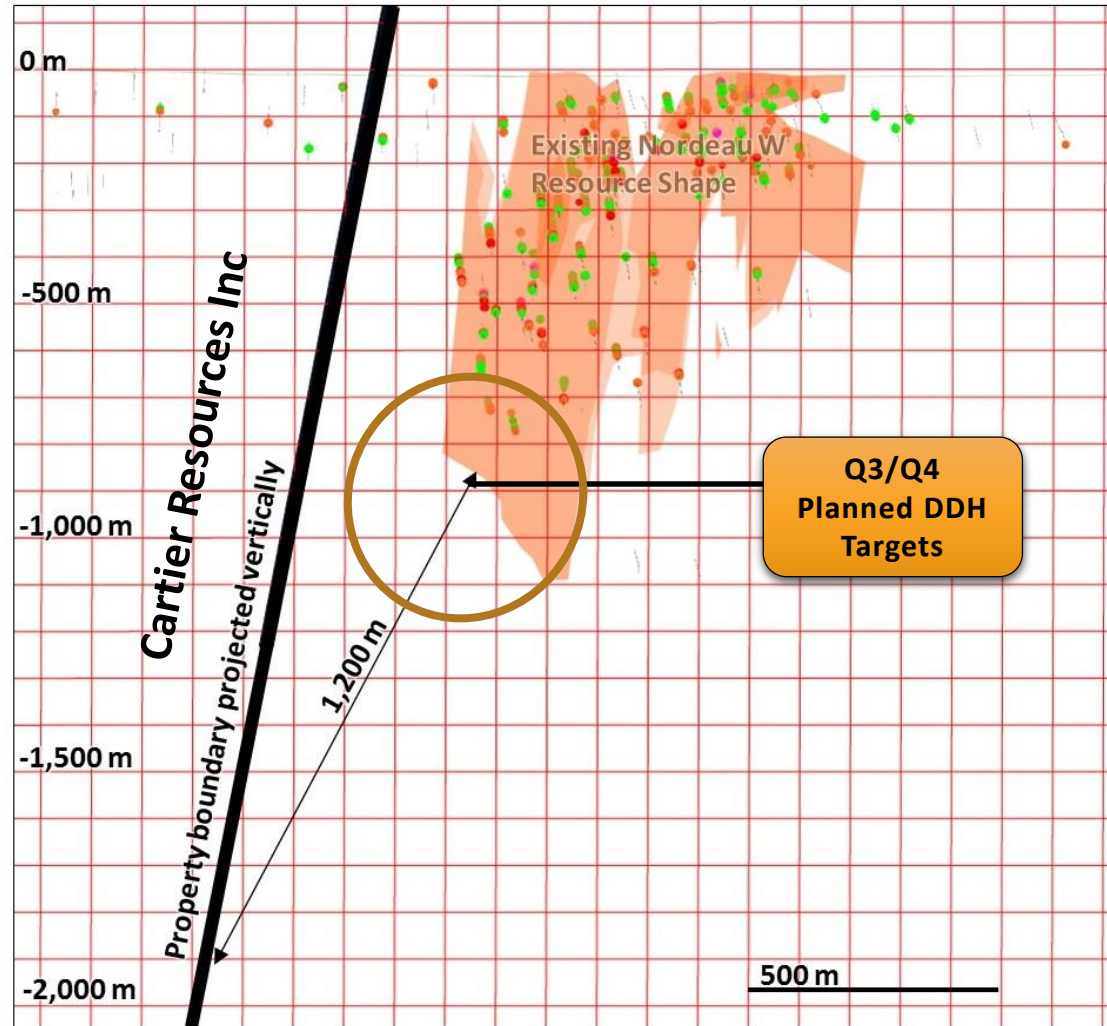 0 m
Existing Nordeau W
Resource Shape
-500 m
Cartier Resources Inc
Property boundary projected vertically
Q3/Q4
Planned DDH
Targets
-1,000 m
1,200 m
-1,500 m
500 m
-2,000 m